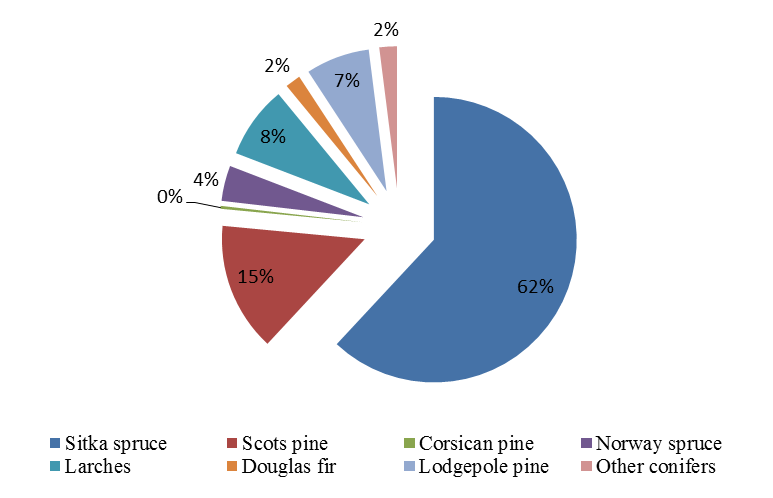 2%
2%
7%
8%
4%
0%
15%
62%
Sitka spruce
Scots pine
Corsican pine
Norway spruce
Larches
Douglas fir
Lodgepole pine
Other conifers